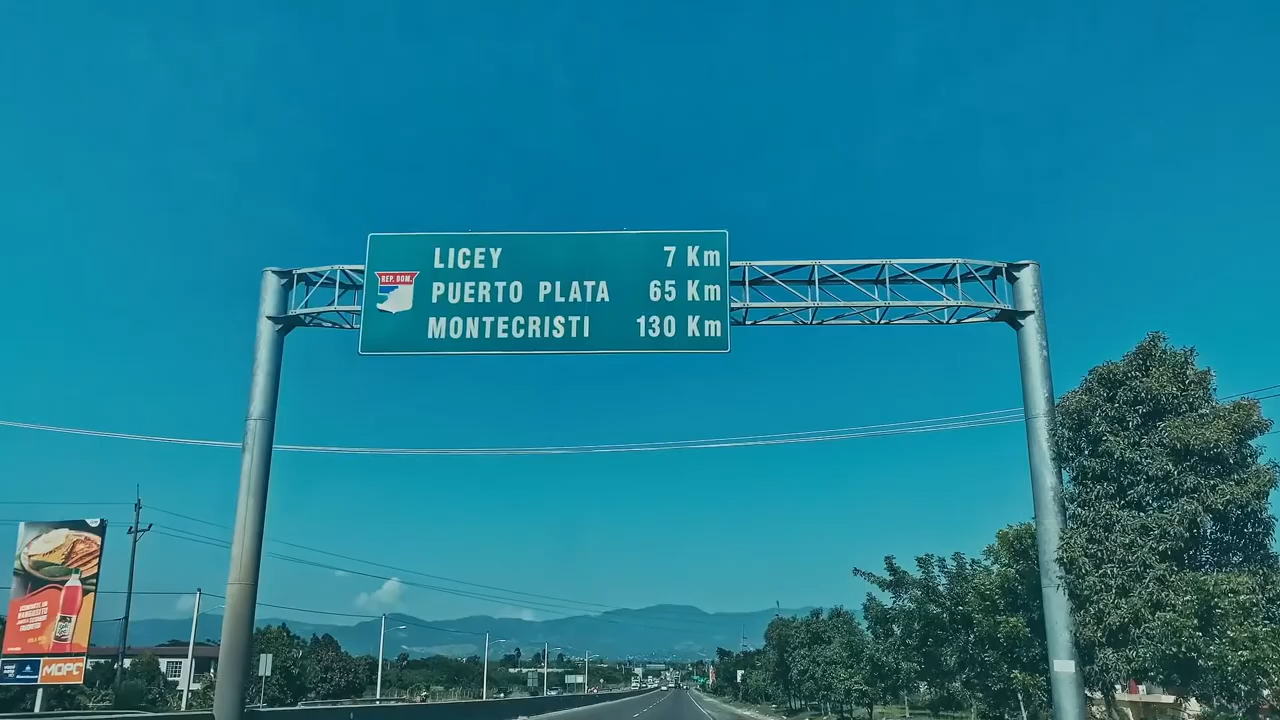 LICEY 7 Km
REP. DOM.
PUERTO PLATA 65 Km
MONTECRISTI 130 Km
MOPC